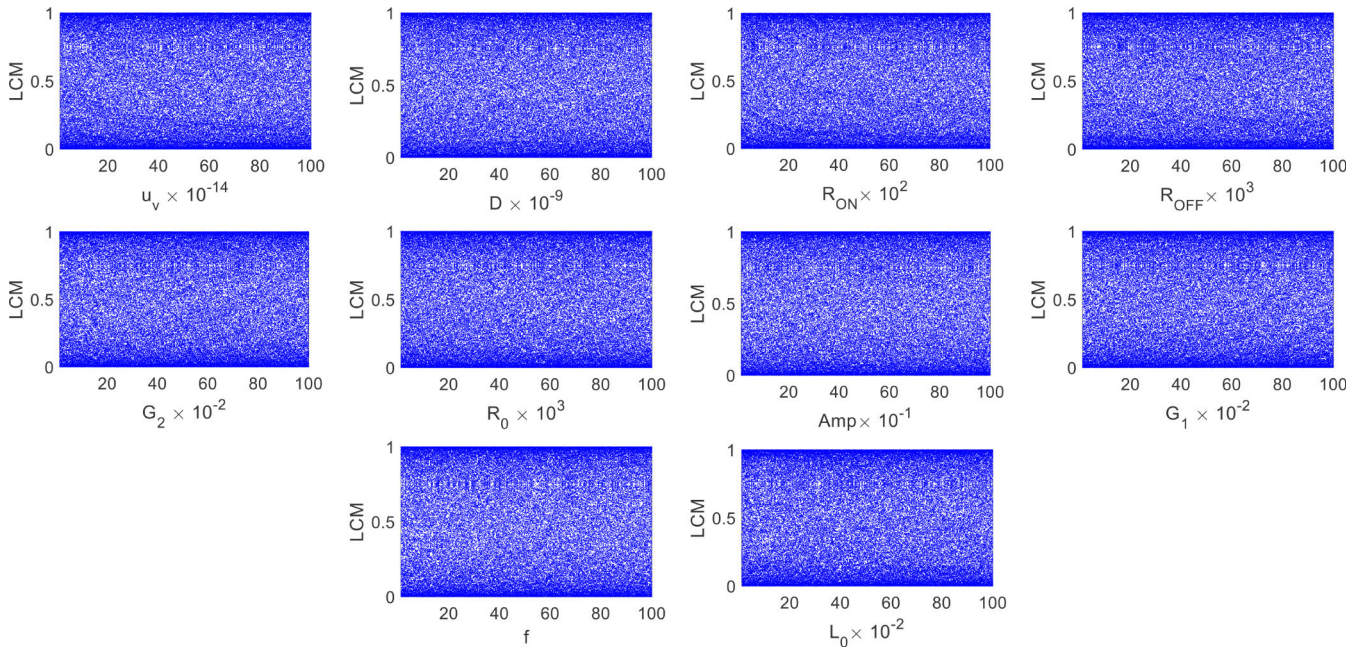 1
0.5
0
LCM
20 40 60 80 100
u_v × 10^-14
1
0.5
0
LCM
20 40 60 80 100
D × 10^-9
1
0.5
0
LCM
20 40 60 80 100
R_ON × 10^2
1
0.5
0
LCM
20 40 60 80 100
R_OFF × 10^3
1
0.5
0
LCM
20 40 60 80 100
G_2 × 10^-2
1
0.5
0
LCM
20 40 60 80 100
R_0 × 10^3
1
0.5
0
LCM
20 40 60 80 100
Amp × 10^-1
1
0.5
0
LCM
20 40 60 80 100
G_1 × 10^-2
1
0.5
0
LCM
20 40 60 80 100
f
1
0.5
0
LCM
20 40 60 80 100
L_0 × 10^-2